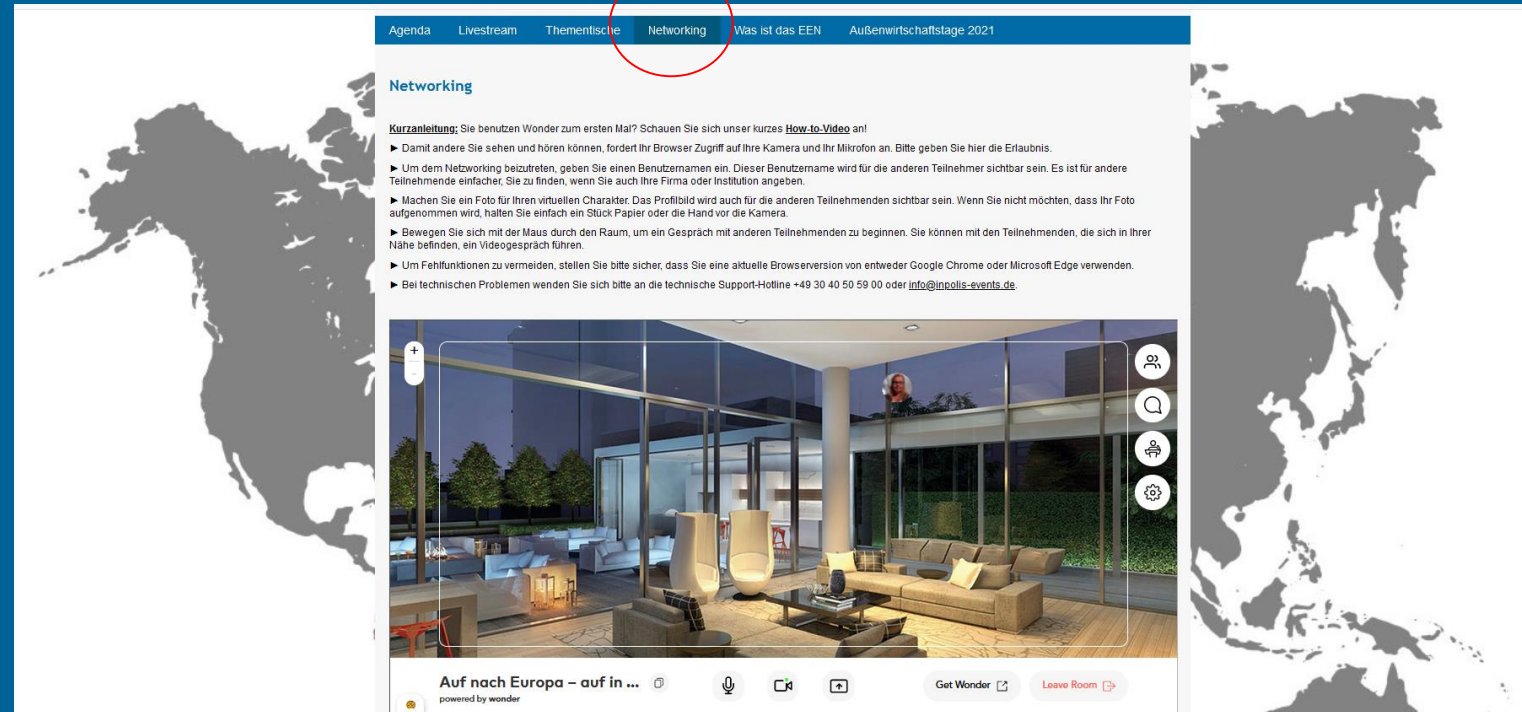 Agenda Livestream Thementische Networking Was ist das EEN Außenwirtschaftstage 2021
Networking
Kurzanleitung: Sie benutzen Wonder zum ersten Mal? Schauen Sie sich unser kurzes How-to-Video an!
► Damit andere Sie sehen und hören können, fordert Ihr Browser Zugriff auf Ihre Kamera und Ihr Mikrofon an. Bitte geben Sie hier die Erlaubnis.
► Um dem Netzworking beizutreten, geben Sie einen Benutzernamen ein. Dieser Benutzername wird für die anderen Teilnehmer sichtbar sein. Es ist für andere
Teilnehmende einfacher, Sie zu finden, wenn Sie auch Ihre Firma oder Institution angeben.
► Machen Sie ein Foto für Ihren virtuellen Charakter. Das Profilbild wird auch für die anderen Teilnehmenden sichtbar sein. Wenn Sie nicht möchten, dass Ihr Foto
aufgenommen wird, halten Sie einfach ein Stück Papier oder die Hand vor die Kamera.
► Bewegen Sie sich mit der Maus durch den Raum, um ein Gespräch mit anderen Teilnehmenden zu beginnen. Sie können mit den Teilnehmenden, die sich in Ihrer
Nähe befinden, ein Videogespräch führen.
► Um Fehlfunktionen zu vermeiden, stellen Sie bitte sicher, dass Sie eine aktuelle Browserversion von entweder Google Chrome oder Microsoft Edge verwenden.
► Bei technischen Problemen wenden Sie sich bitte an die technische Support-Hotline +49 30 40 50 59 00 oder info@inpolis-events.de.
+
-
Auf nach Europa – auf in ...
powered by wonder
Get Wonder
Leave Room